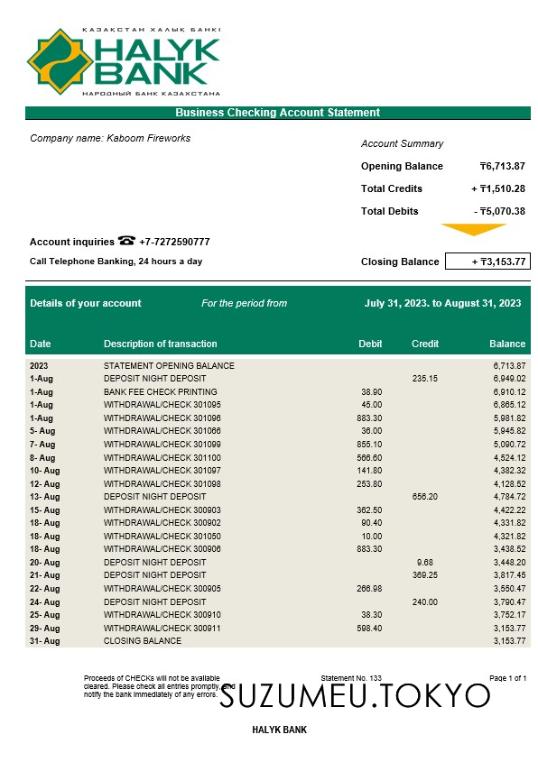 ҚАЗАҚСТАН ХАЛЫҚ БАНКІ
HALYK
BANK
НАРОДНЫЙ БАНК КАЗАХСТАНА
Business Checking Account Statement
Company name: Kaboom Fireworks
Account Summary
Opening Balance ₸6,713.87
Total Credits + ₸1,510.28
Total Debits - ₸5,070.38
Account inquiries ☎ +7-7272590777
Call Telephone Banking, 24 hours a day
Closing Balance + ₸3,153.77
Details of your account For the period from July 31, 2023. to August 31, 2023
Date Description of transaction Debit Credit Balance
2023 STATEMENT OPENING BALANCE 6,713.87
1-Aug DEPOSIT NIGHT DEPOSIT 235.15 6,949.02
1-Aug BANK FEE CHECK PRINTING 38.90 6,910.12
1-Aug WITHDRAWAL/CHECK 301095 45.00 6,865.12
1-Aug WITHDRAWAL/CHECK 301096 883.30 5,981.82
5- Aug WITHDRAWAL/CHECK 301066 36.00 5,945.82
7- Aug WITHDRAWAL/CHECK 301099 855.10 5,090.72
8- Aug WITHDRAWAL/CHECK 301100 566.60 4,524.12
10- Aug WITHDRAWAL/CHECK 301097 141.80 4,382.32
12- Aug WITHDRAWAL/CHECK 301098 253.80 4,128.52
13- Aug DEPOSIT NIGHT DEPOSIT 656.20 4,784.72
15- Aug WITHDRAWAL/CHECK 300903 362.50 4,422.22
18- Aug WITHDRAWAL/CHECK 300902 90.40 4,331.82
18- Aug WITHDRAWAL/CHECK 301050 10.00 4,321.82
18- Aug WITHDRAWAL/CHECK 300906 883.30 3,438.52
20- Aug DEPOSIT NIGHT DEPOSIT 9.68 3,448.20
21- Aug DEPOSIT NIGHT DEPOSIT 369.25 3,817.45
22- Aug WITHDRAWAL/CHECK 300905 266.98 3,550.47
24- Aug DEPOSIT NIGHT DEPOSIT 240.00 3,790.47
25- Aug WITHDRAWAL/CHECK 300910 38.30 3,752.17
29- Aug WITHDRAWAL/CHECK 300911 598.40 3,153.77
31- Aug CLOSING BALANCE 3,153.77
Proceeds of CHECKs will not be available Statement No. 133 Page 1 of 1
cleared. Please check all entries promptly, and
notify the bank immediately of any errors.
SUZUMEU.TOKYO
HALYK BANK